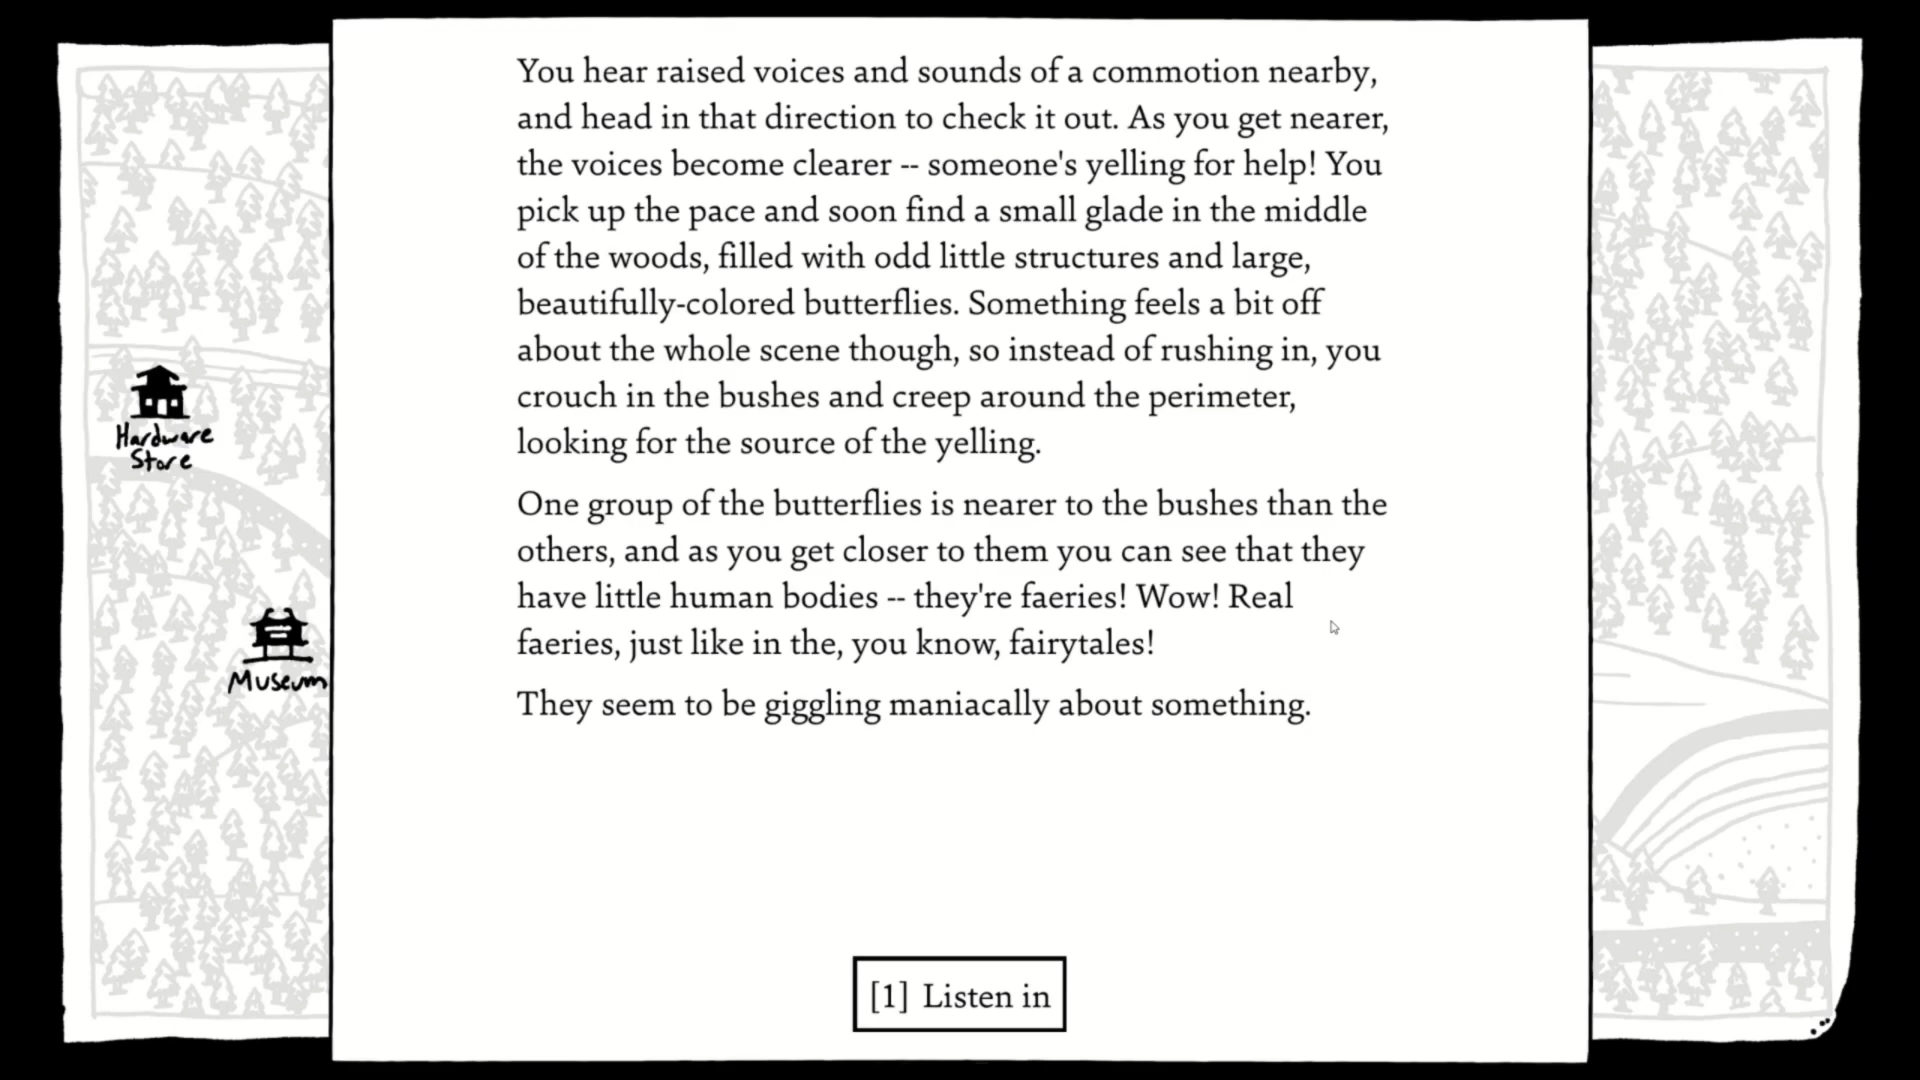 You hear raised voices and sounds of a commotion nearby,
and head in that direction to check it out. As you get nearer,
the voices become clearer -- someone's yelling for help! You
pick up the pace and soon find a small glade in the middle
of the woods, filled with odd little structures and large,
beautifully-colored butterflies. Something feels a bit off
about the whole scene though, so instead of rushing in, you
crouch in the bushes and creep around the perimeter,
looking for the source of the yelling.
One group of the butterflies is nearer to the bushes than the
others, and as you get closer to them you can see that they
have little human bodies -- they're faeries! Wow! Real
faeries, just like in the, you know, fairytales!
They seem to be giggling maniacally about something.
[1] Listen in
Hardware
Store
Museum